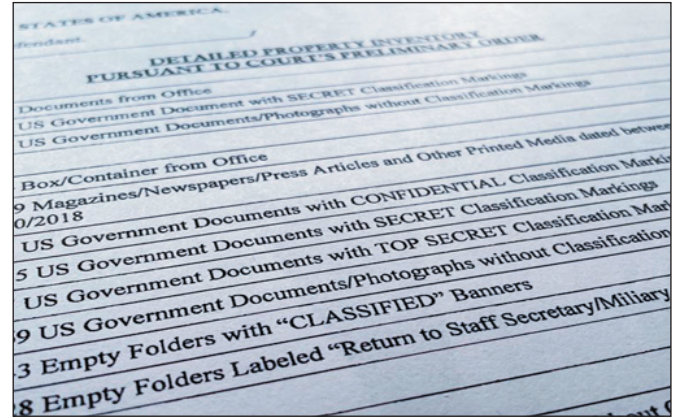 STATES OF AMERICA,
fendant.
DETAILED PROPERTY INVENTORY
PURSUANT TO COURT'S PRELIMINARY ORDER
Documents from Office
US Government Document with SECRET Classification Markings
US Government Documents/Photographs without Classification Markings
Box/Container from Office
9 Magazines/Newspapers/Press Articles and Other Printed Media dated between
0/2018
US Government Documents with CONFIDENTIAL Classification Marki
5 US Government Documents with SECRET Classification Markings
US Government Documents with TOP SECRET Classification Mar
69 US Government Documents/Photographs without Classification
3 Empty Folders with “CLASSIFIED” Banners
28 Empty Folders Labeled “Return to Staff Secretary/Miliary